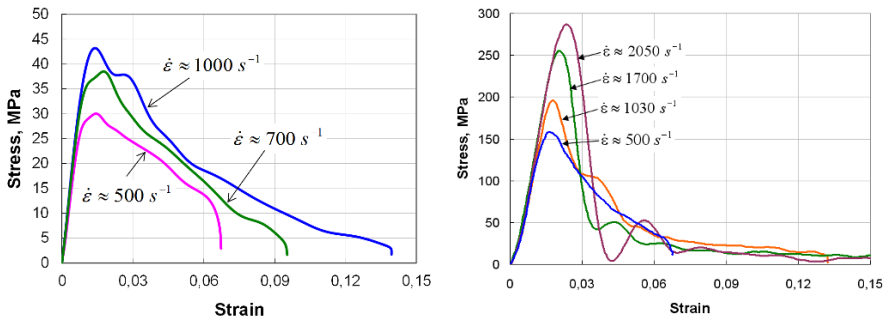 Stress, MPa
50
45
40
35
30
25
20
15
10
5
0
ε̇ ≈ 1000 s⁻¹
ε̇ ≈ 700 s⁻¹
ε̇ ≈ 500 s⁻¹
0 0,03 0,06 0,09 0,12 0,15
Strain
Stress, MPa
300
250
200
150
100
50
0
ε̇ ≈ 2050 s⁻¹
ε̇ ≈ 1700 s⁻¹
ε̇ ≈ 1030 s⁻¹
ε̇ ≈ 500 s⁻¹
0 0,03 0,06 0,09 0,12 0,15
Strain